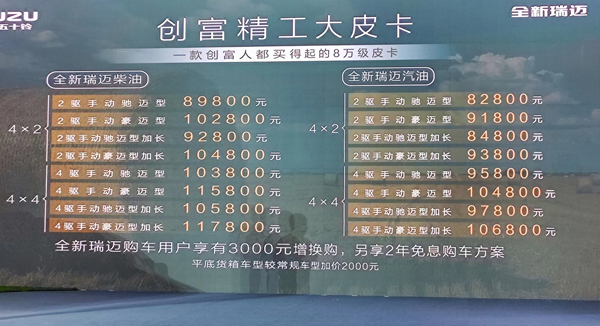 UZU
五十铃
全新瑞迈
创富精工大皮卡
一款创富人都买得起的8万级皮卡
全新瑞迈柴油
4×2
2驱手动驰迈型 89800元
2驱手动豪迈型 102800元
2驱手动驰迈型加长 92800元
2驱手动豪迈型加长 104800元
4×4
4驱手动驰迈型 103800元
4驱手动豪迈型 115800元
4驱手动驰迈型加长 105800元
4驱手动豪迈型加长 117800元
全新瑞迈汽油
4×2
2驱手动驰迈型 82800元
2驱手动豪迈型 91800元
2驱手动驰迈型加长 84800元
2驱手动豪迈型加长 93800元
4×4
4驱手动驰迈型 95800元
4驱手动豪迈型 104800元
4驱手动驰迈型加长 97800元
4驱手动豪迈型加长 106800元
全新瑞迈购车用户享有3000元增换购，另享2年免息购车方案
平底货箱车型较常规车型加价2000元